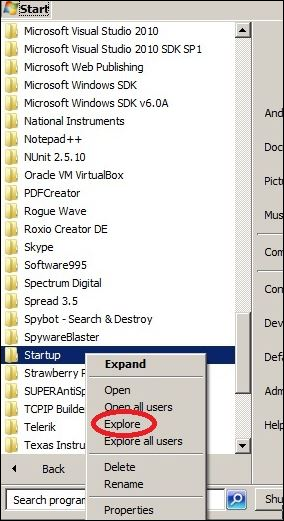 Start
Microsoft Visual Studio 2010
Microsoft Visual Studio 2010 SDK SP1
Microsoft Web Publishing
Microsoft Windows SDK
Microsoft Windows SDK v6.0A
National Instruments
Notepad++
NUnit 2.5.10
Oracle VM VirtualBox
PDFCreator
Rogue Wave
Roxio Creator DE
Skype
Software995
Spectrum Digital
Spread 3.5
Spybot - Search & Destroy
SpywareBlaster
Startup
Strawberry P
SUPERAntiSp
TCPIP Builde
Telerik
Texas Instru
Back
Search program
Expand
Open
Open all users
Explore
Explore all users
Delete
Rename
Properties
And
Doc
Pictu
Mus
Com
Con
Dev
Defa
Adm
Help
Shu